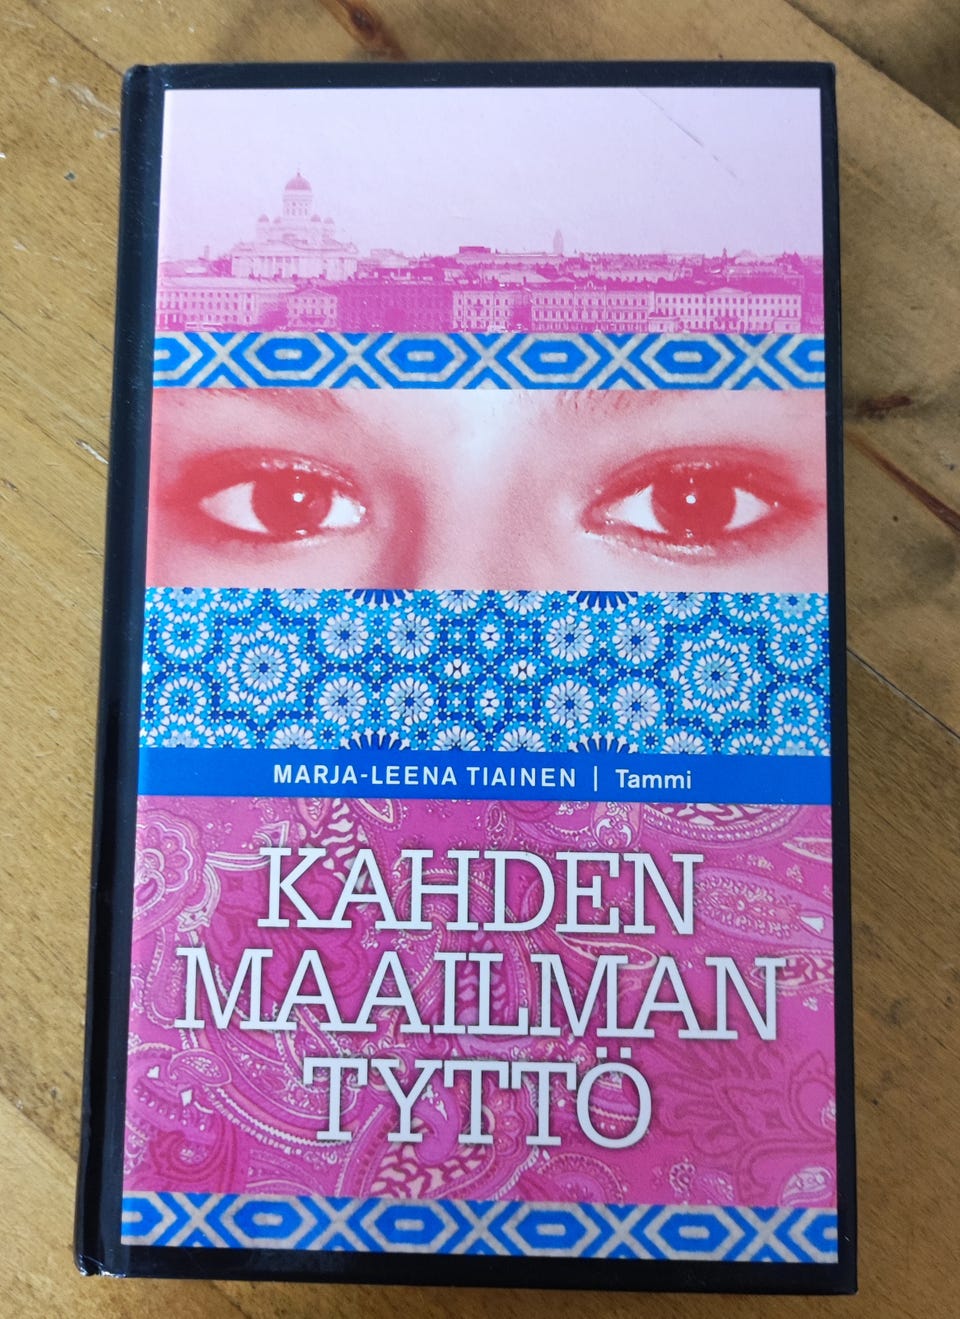 MARJA-LEENA TIAINEN | Tammi
KAHDEN
MAAILMAN
TYTTÖ